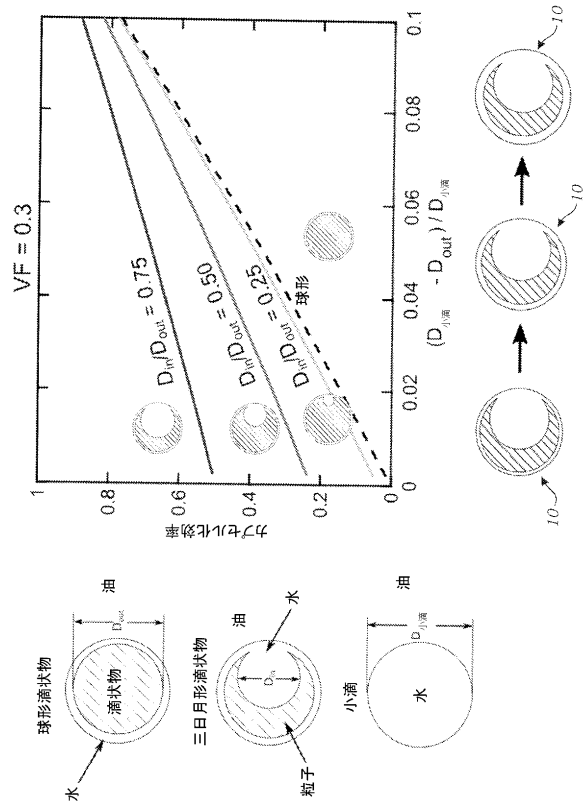 球形滴状物
水
滴状物
D_out
油
三日月形滴状物
油
水
D_in
粒子
小滴
水
D_小滴
油
VF = 0.3
カプセル化効率
1
0.8
0.6
0.4
0.2
0
D_in/D_out = 0.75
D_in/D_out = 0.50
D_in/D_out = 0.25
球形
0
0.02
0.04
0.06
0.08
0.1
(D_小滴 - D_out) / D_小滴
10
10
10